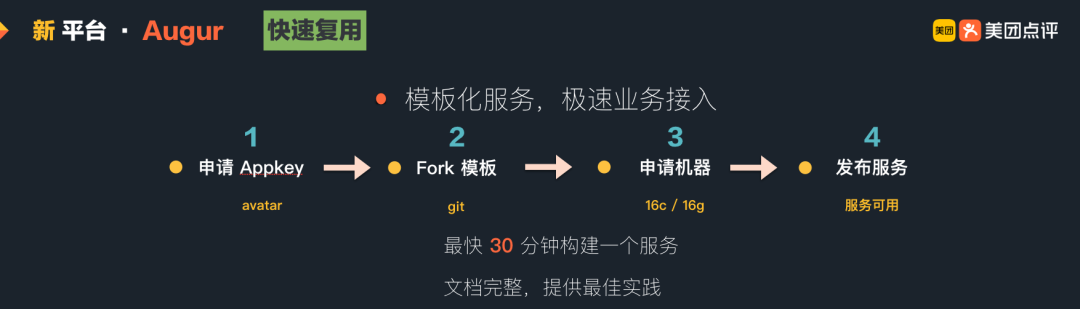 新 平台 · Augur 快速复用
美团 美团点评
模板化服务，极速业务接入
1 2 3 4
申请 Appkey Fork 模板 申请机器 发布服务
avatar git 16c / 16g 服务可用
最快 30 分钟构建一个服务
文档完整，提供最佳实践